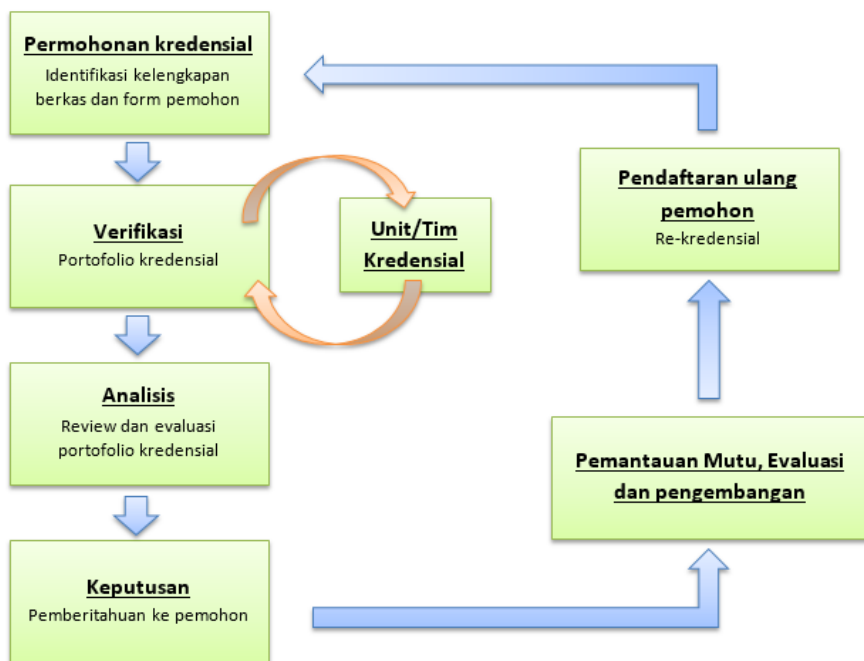 Permohonan kredensial
Identifikasi kelengkapan
berkas dan form pemohon
Verifikasi
Portofolio kredensial
Unit/Tim
Kredensial
Analisis
Review dan evaluasi
portofolio kredensial
Keputusan
Pemberitahuan ke pemohon
Pemantauan Mutu, Evaluasi
dan pengembangan
Pendaftaran ulang
pemohon
Re-kredensial